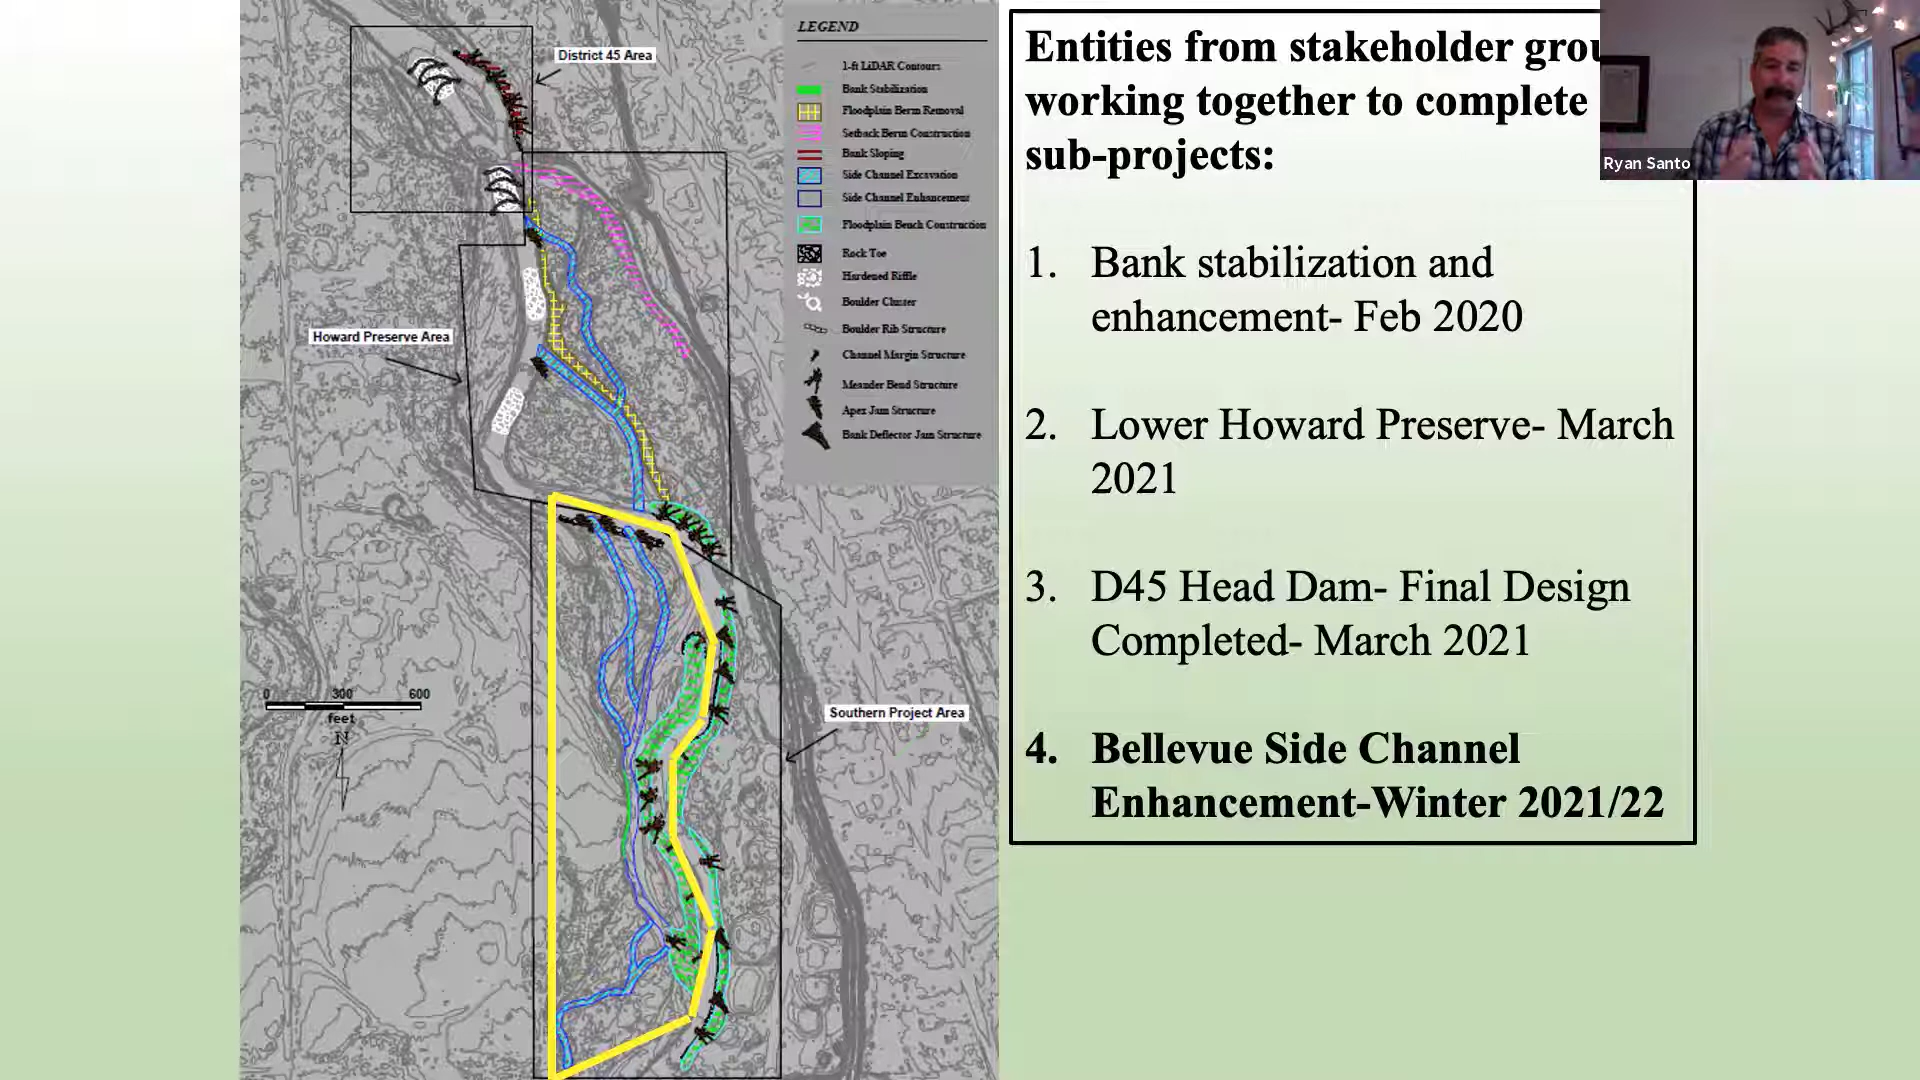 District 45 Area
LEGEND
1-ft LiDAR Contours
Bank Stabilization
Floodplain Berm Removal
Setback Berm Construction
Bank Sloping
Side Channel Excavation
Side Channel Enhancement
Floodplain Bench Construction
Rock Toe
Hardened Riffle
Boulder Cluster
Boulder Rib Structure
Channel Margin Structure
Meander Bend Structure
Apex Jam Structure
Bank Deflector Jam Structure
Howard Preserve Area
0 300 600
feet
N
Southern Project Area
Entities from stakeholder grou
working together to complete
sub-projects:
1. Bank stabilization and
enhancement- Feb 2020
2. Lower Howard Preserve- March
2021
3. D45 Head Dam- Final Design
Completed- March 2021
4. Bellevue Side Channel
Enhancement-Winter 2021/22
Ryan Santo